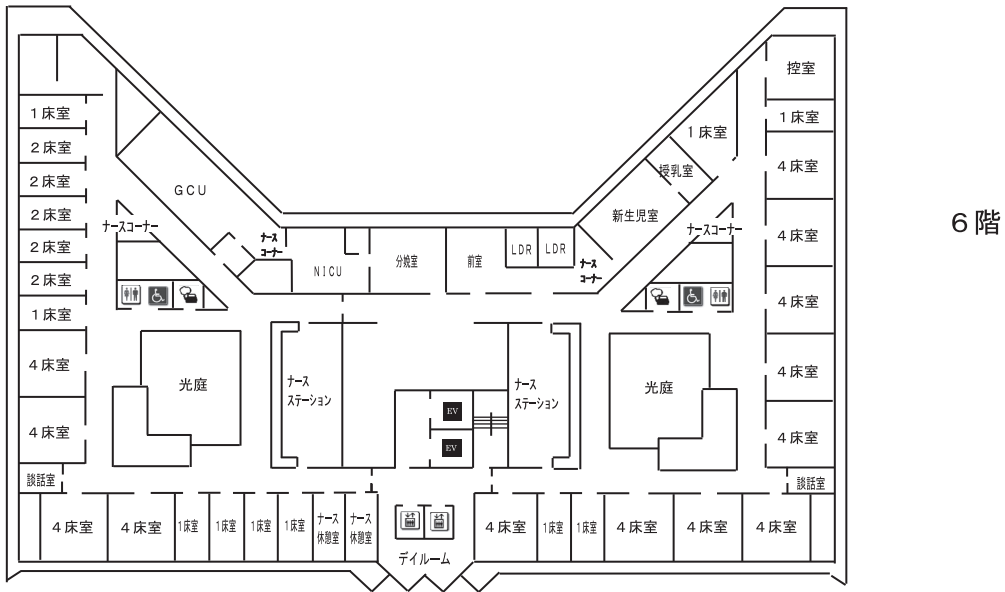 6階
控室
1床室
1床室
2床室
2床室
2床室
2床室
2床室
1床室
4床室
4床室
談話室
GCU
ナースコーナー
ナース
コーナー
NICU
分娩室
前室
LDR
LDR
ナース
コーナー
新生児室
授乳室
1床室
ナースコーナー
4床室
4床室
4床室
4床室
4床室
談話室
光庭
ナース
ステーション
EV
EV
ナース
ステーション
光庭
4床室
4床室
1床室
1床室
1床室
1床室
ナース
休憩室
ナース
休憩室
デイルーム
4床室
1床室
1床室
4床室
4床室
4床室